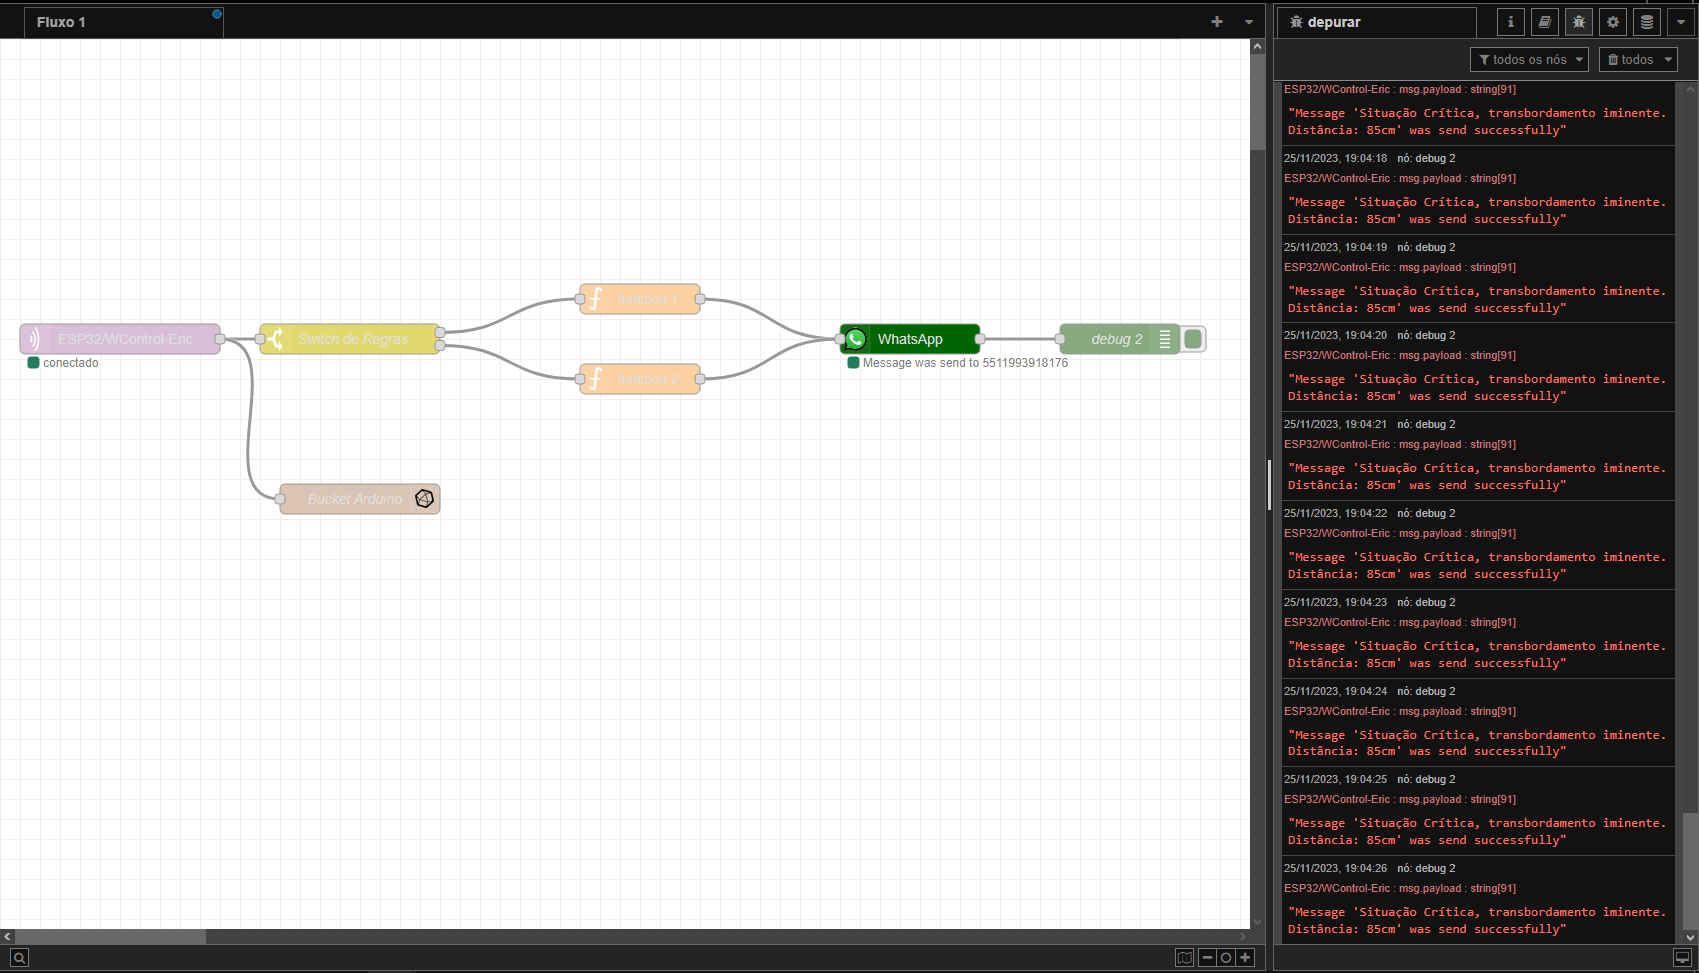 Fluxo 1
ESP32/WControl-Eric
conectado
Switch de Regras
function 1
function 2
Bucket Arduino
WhatsApp
Message was send to 5511993918176
debug 2
depurar
todos os nós
todos
ESP32/WControl-Eric : msg.payload : string[91]
"Message 'Situação Crítica, transbordamento iminente.
Distância: 85cm' was send successfully"
25/11/2023, 19:04:18 nó: debug 2
ESP32/WControl-Eric : msg.payload : string[91]
"Message 'Situação Crítica, transbordamento iminente.
Distância: 85cm' was send successfully"
25/11/2023, 19:04:19 nó: debug 2
ESP32/WControl-Eric : msg.payload : string[91]
"Message 'Situação Crítica, transbordamento iminente.
Distância: 85cm' was send successfully"
25/11/2023, 19:04:20 nó: debug 2
ESP32/WControl-Eric : msg.payload : string[91]
"Message 'Situação Crítica, transbordamento iminente.
Distância: 85cm' was send successfully"
25/11/2023, 19:04:21 nó: debug 2
ESP32/WControl-Eric : msg.payload : string[91]
"Message 'Situação Crítica, transbordamento iminente.
Distância: 85cm' was send successfully"
25/11/2023, 19:04:22 nó: debug 2
ESP32/WControl-Eric : msg.payload : string[91]
"Message 'Situação Crítica, transbordamento iminente.
Distância: 85cm' was send successfully"
25/11/2023, 19:04:23 nó: debug 2
ESP32/WControl-Eric : msg.payload : string[91]
"Message 'Situação Crítica, transbordamento iminente.
Distância: 85cm' was send successfully"
25/11/2023, 19:04:24 nó: debug 2
ESP32/WControl-Eric : msg.payload : string[91]
"Message 'Situação Crítica, transbordamento iminente.
Distância: 85cm' was send successfully"
25/11/2023, 19:04:25 nó: debug 2
ESP32/WControl-Eric : msg.payload : string[91]
"Message 'Situação Crítica, transbordamento iminente.
Distância: 85cm' was send successfully"
25/11/2023, 19:04:26 nó: debug 2
ESP32/WControl-Eric : msg.payload : string[91]
"Message 'Situação Crítica, transbordamento iminente.
Distância: 85cm' was send successfully"